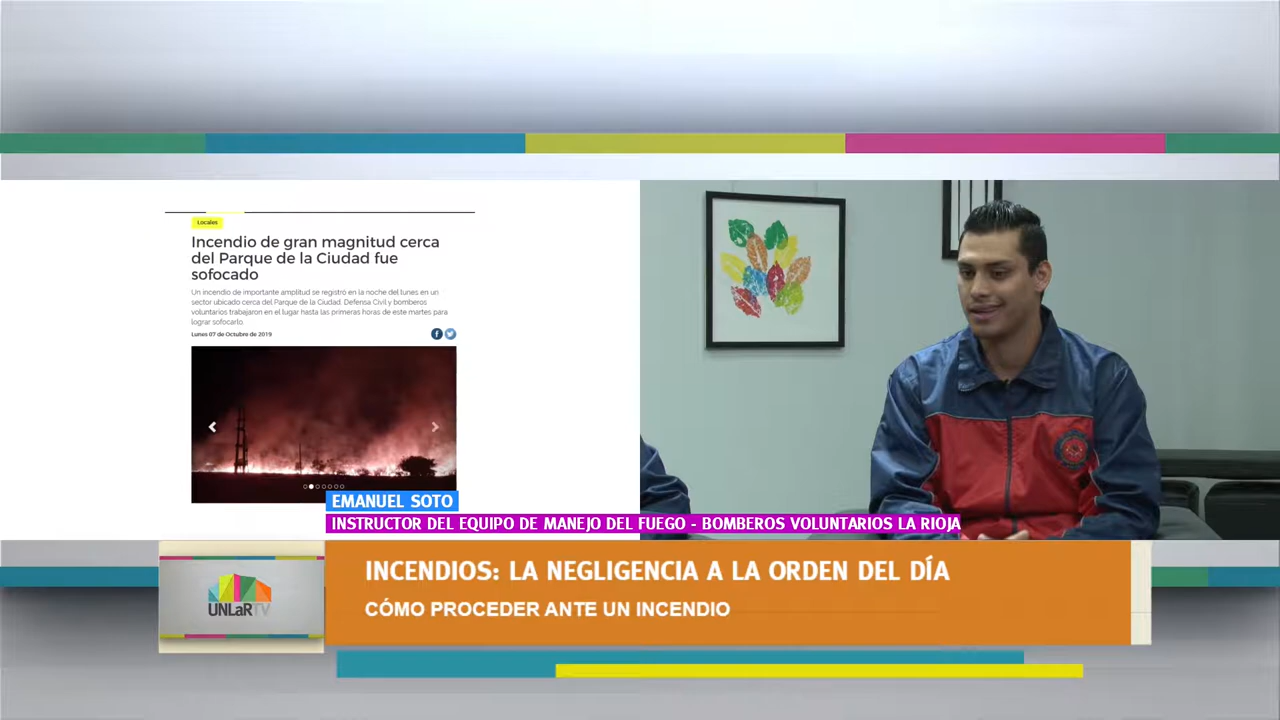 Locales
Incendio de gran magnitud cerca
del Parque de la Ciudad fue
sofocado
Un incendio de importante amplitud se registró en la noche del lunes en un
sector ubicado cerca del Parque de la Ciudad. Defensa Civil y bomberos
voluntarios trabajaron en el lugar hasta las primeras horas de este martes para
lograr sofocarlo.
Lunes 07 de Octubre de 2019
EMANUEL SOTO
INSTRUCTOR DEL EQUIPO DE MANEJO DEL FUEGO - BOMBEROS VOLUNTARIOS LA RIOJA
INCENDIOS: LA NEGLIGENCIA A LA ORDEN DEL DÍA
CÓMO PROCEDER ANTE UN INCENDIO
UNLaRTV